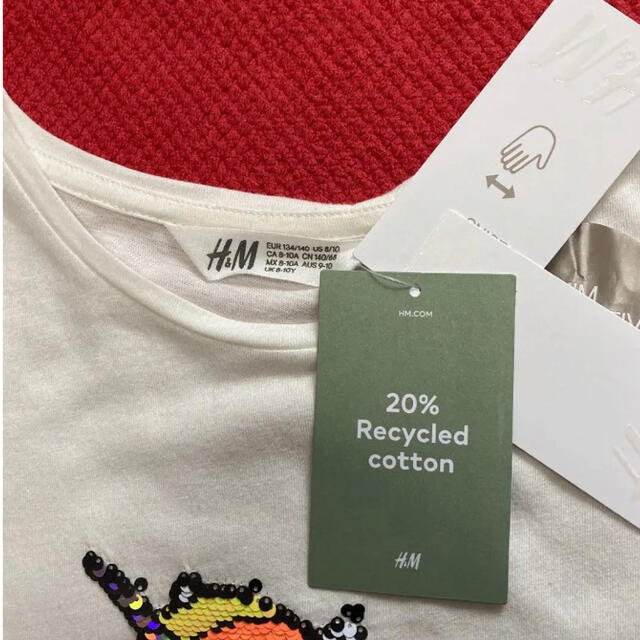 H&M
EUR 134/140 US 8/10
CA 8-10A CN 140/68
MX 8-10A AUS 9-10
UK 8-10Y
HM.COM
20%
Recycled
cotton
H&M
H&M